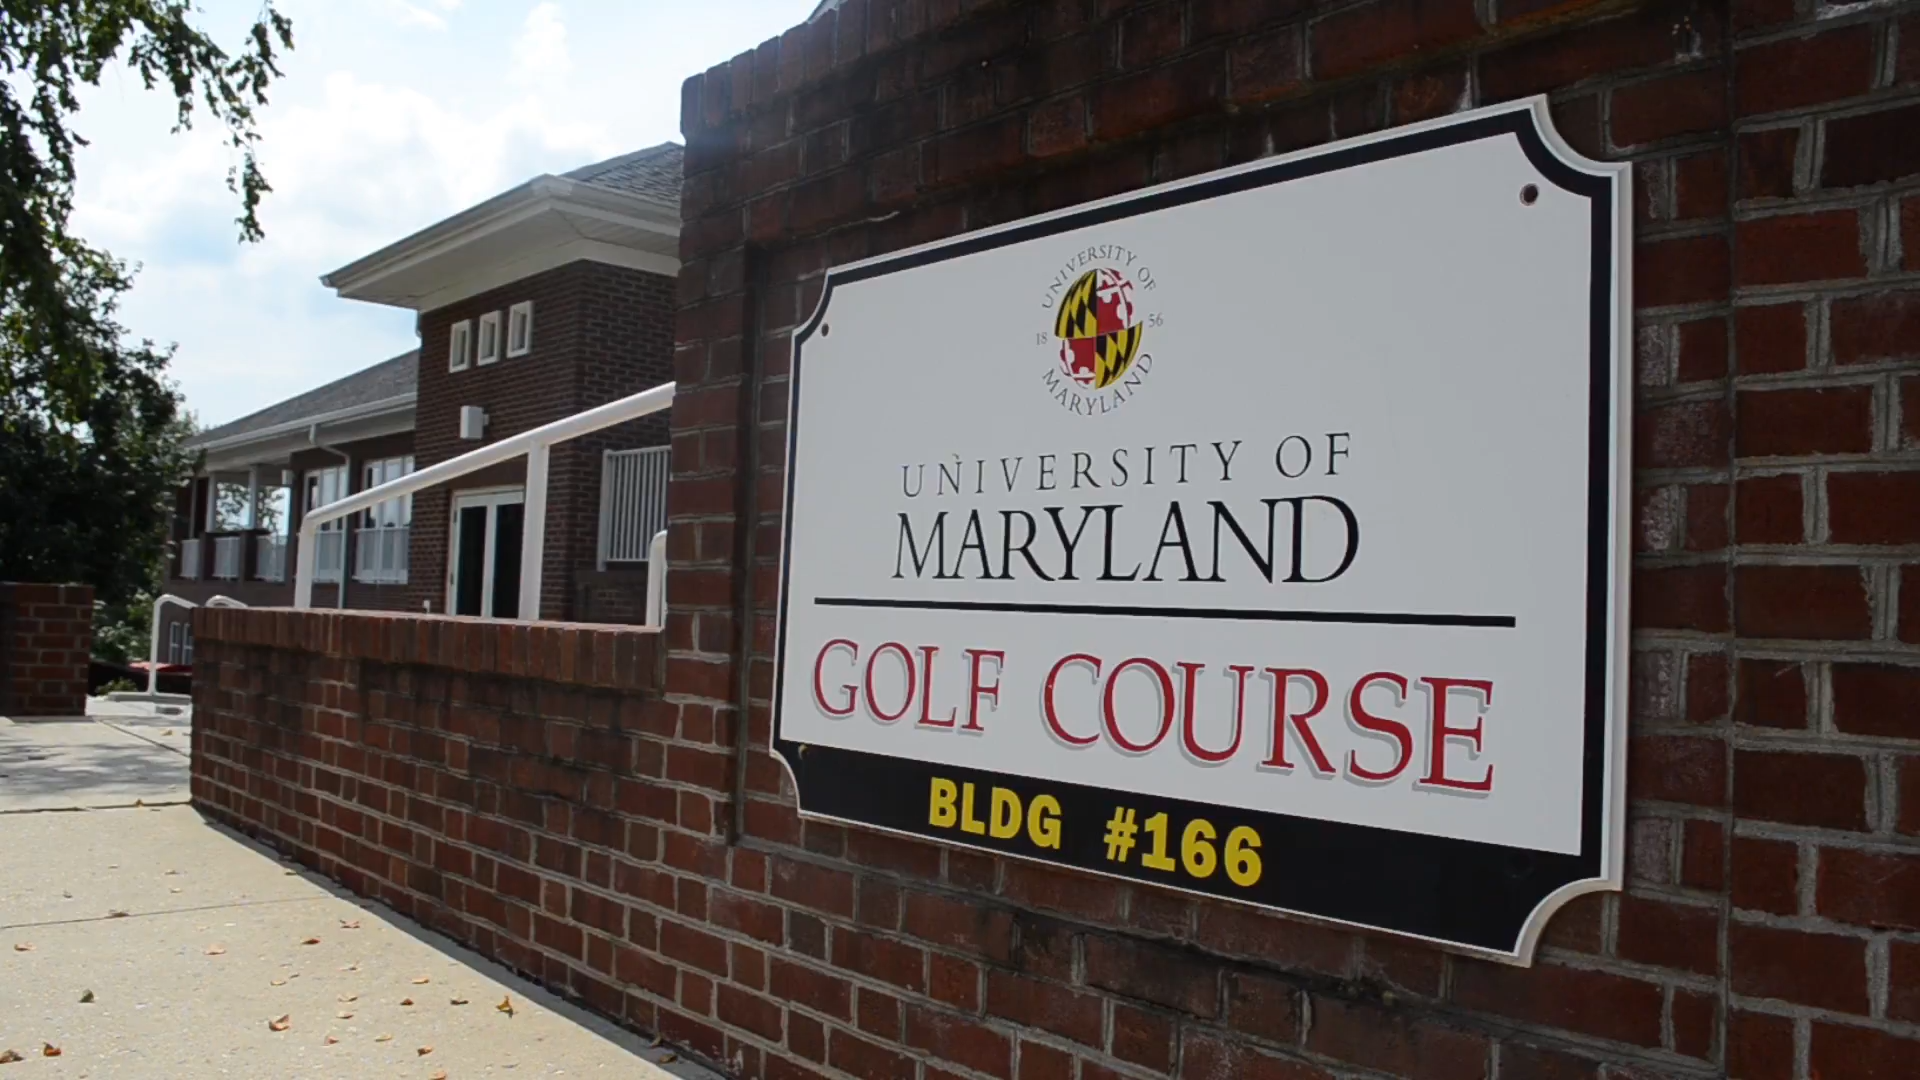 UNIVERSITY OF
18 56
MARYLAND
UNIVERSITY OF
MARYLAND
GOLF COURSE
BLDG #166